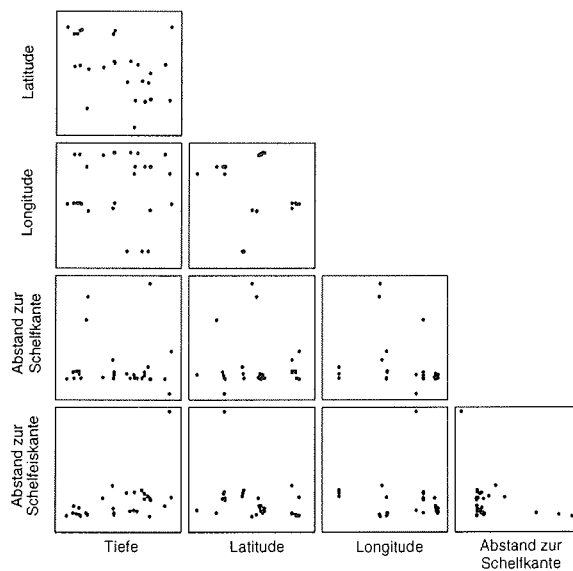 Latitude
Longitude
Abstand zur
Schelfkante
Abstand zur
Schelfeiskante
Tiefe
Latitude
Longitude
Abstand zur
Schelfkante